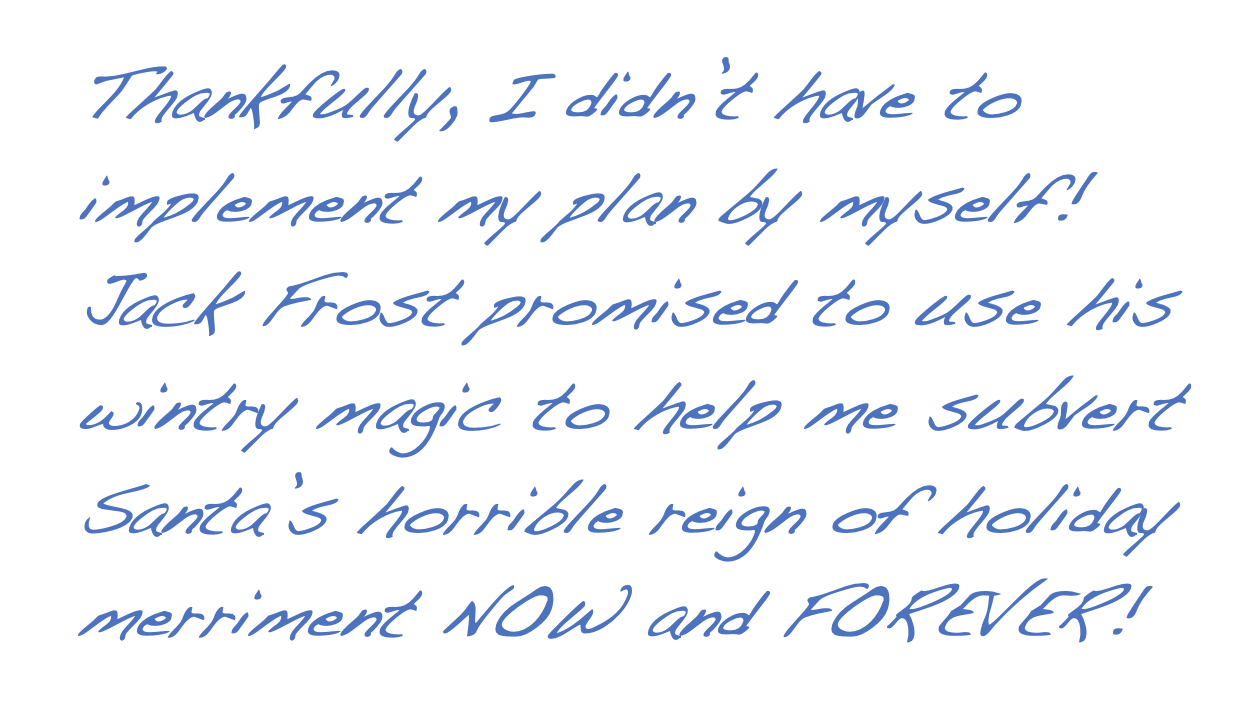 Thankfully, I didn't have to
implement my plan by myself!
Jack Frost promised to use his
wintry magic to help me subvert
Santa's horrible reign of holiday
merriment NOW and FOREVER!